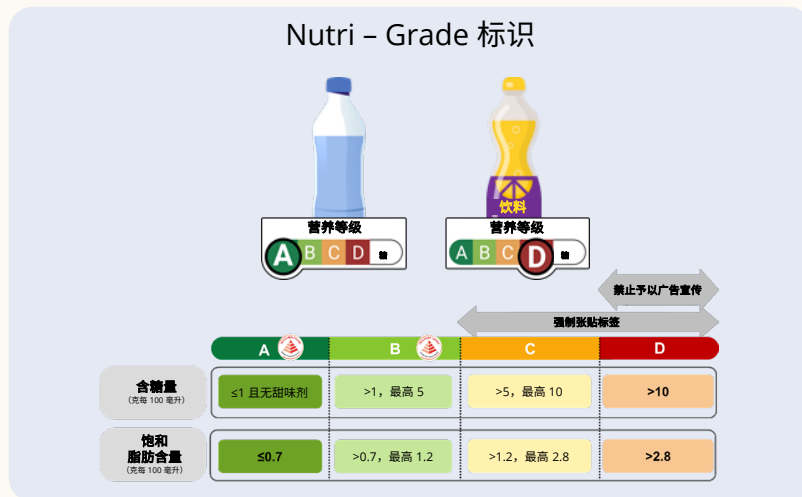 Nutri – Grade 标识
饮料
营养等级
A B C D 糖
营养等级
A B C D 糖
禁止予以广告宣传
强制张贴标签
A B C D
含糖量
(克每 100 毫升)
≤1 且无甜味剂
>1，最高 5
>5，最高 10
>10
饱和
脂肪含量
(克每 100 毫升)
≤0.7
>0.7，最高 1.2
>1.2，最高 2.8
>2.8